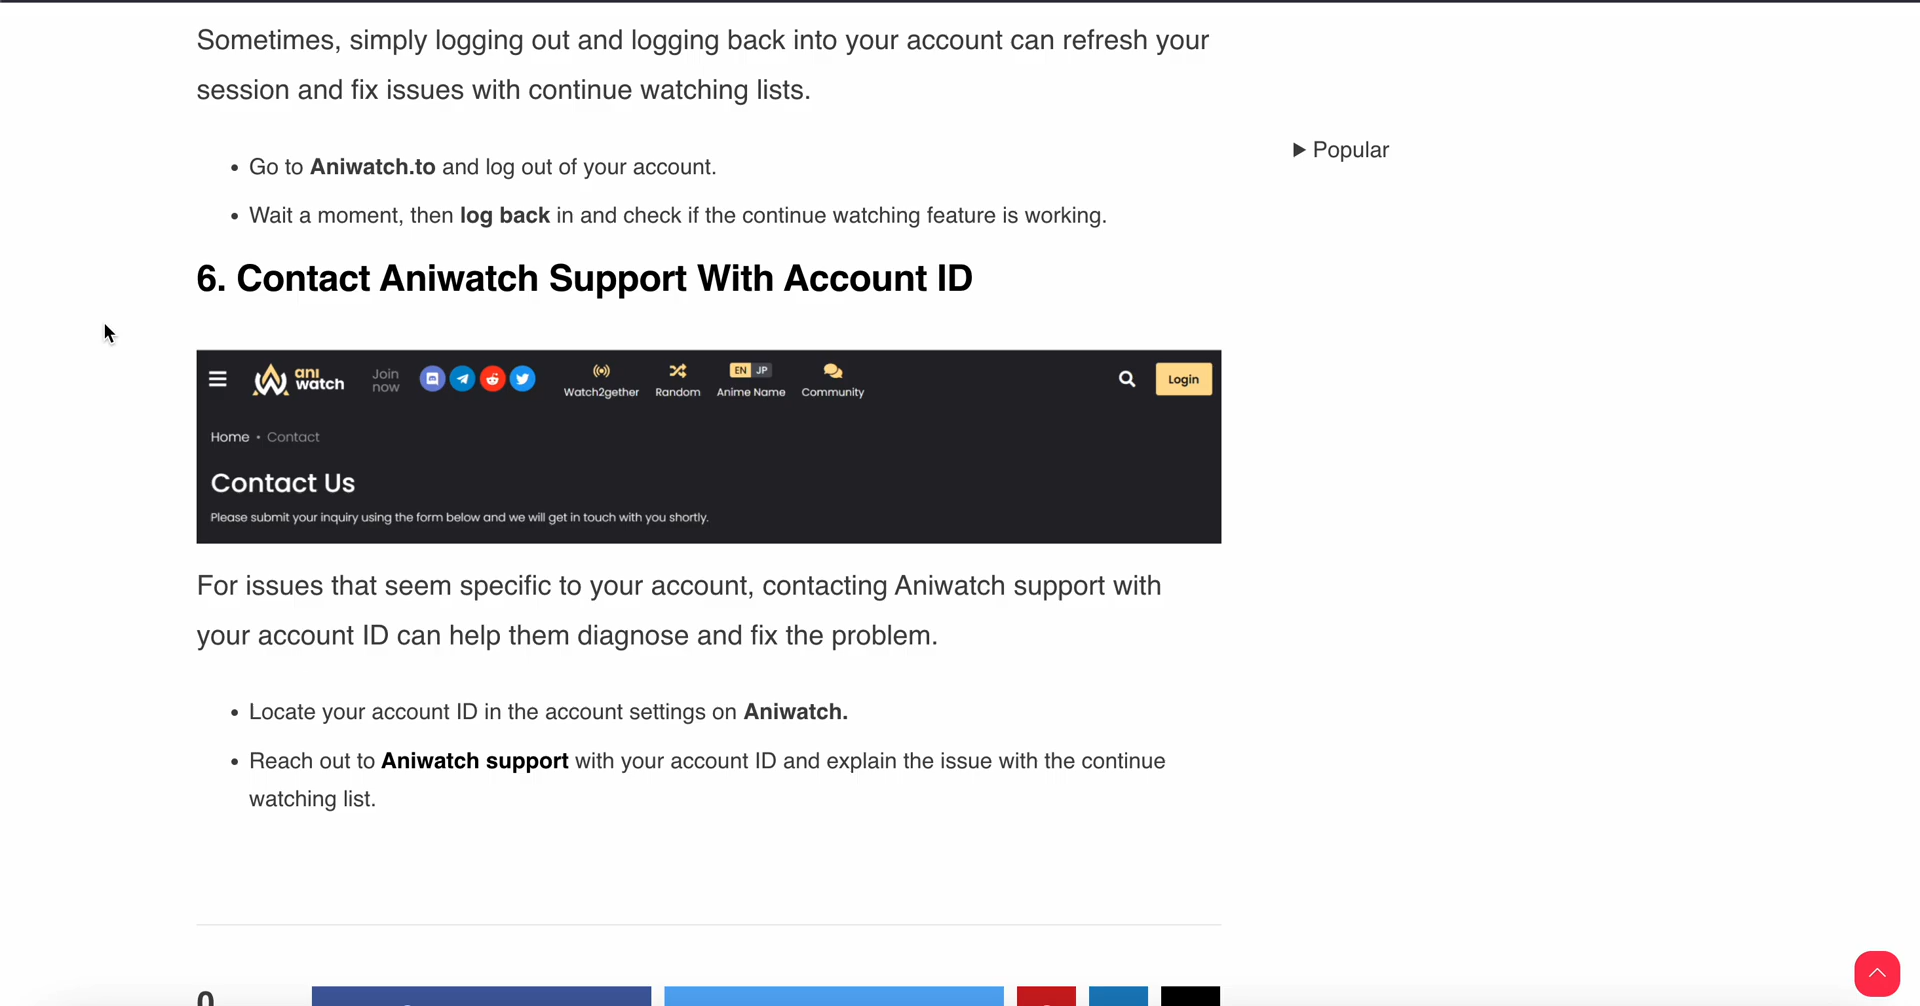 Sometimes, simply logging out and logging back into your account can refresh your
session and fix issues with continue watching lists.
• Go to Aniwatch.to and log out of your account.
• Wait a moment, then log back in and check if the continue watching feature is working.
▶ Popular
6. Contact Aniwatch Support With Account ID
ani
watch
Join
now
Watch2gether
Random
EN JP
Anime Name
Community
Login
Home • Contact
Contact Us
Please submit your inquiry using the form below and we will get in touch with you shortly.
For issues that seem specific to your account, contacting Aniwatch support with
your account ID can help them diagnose and fix the problem.
• Locate your account ID in the account settings on Aniwatch.
• Reach out to Aniwatch support with your account ID and explain the issue with the continue
watching list.